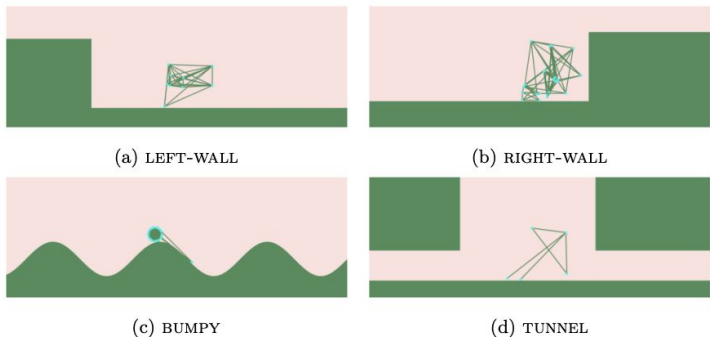 (a) LEFT-WALL
(b) RIGHT-WALL
(c) BUMPY
(d) TUNNEL